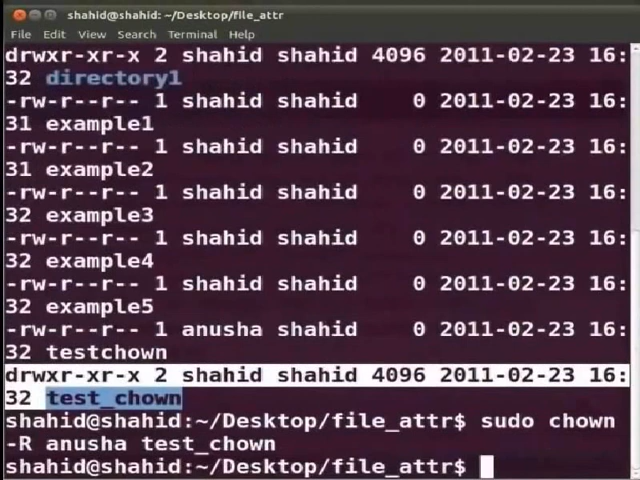 shahid@shahid: ~/Desktop/file_attr
File Edit View Search Terminal Help
drwxr-xr-x 2 shahid shahid 4096 2011-02-23 16:
32 directory1
-rw-r--r-- 1 shahid shahid    0 2011-02-23 16:
31 example1
-rw-r--r-- 1 shahid shahid    0 2011-02-23 16:
31 example2
-rw-r--r-- 1 shahid shahid    0 2011-02-23 16:
32 example3
-rw-r--r-- 1 shahid shahid    0 2011-02-23 16:
32 example4
-rw-r--r-- 1 shahid shahid    0 2011-02-23 16:
32 example5
-rw-r--r-- 1 anusha shahid    0 2011-02-23 16:
32 testchown
drwxr-xr-x 2 shahid shahid 4096 2011-02-23 16:
32 test_chown
shahid@shahid:~/Desktop/file_attr$ sudo chown
-R anusha test_chown
shahid@shahid:~/Desktop/file_attr$